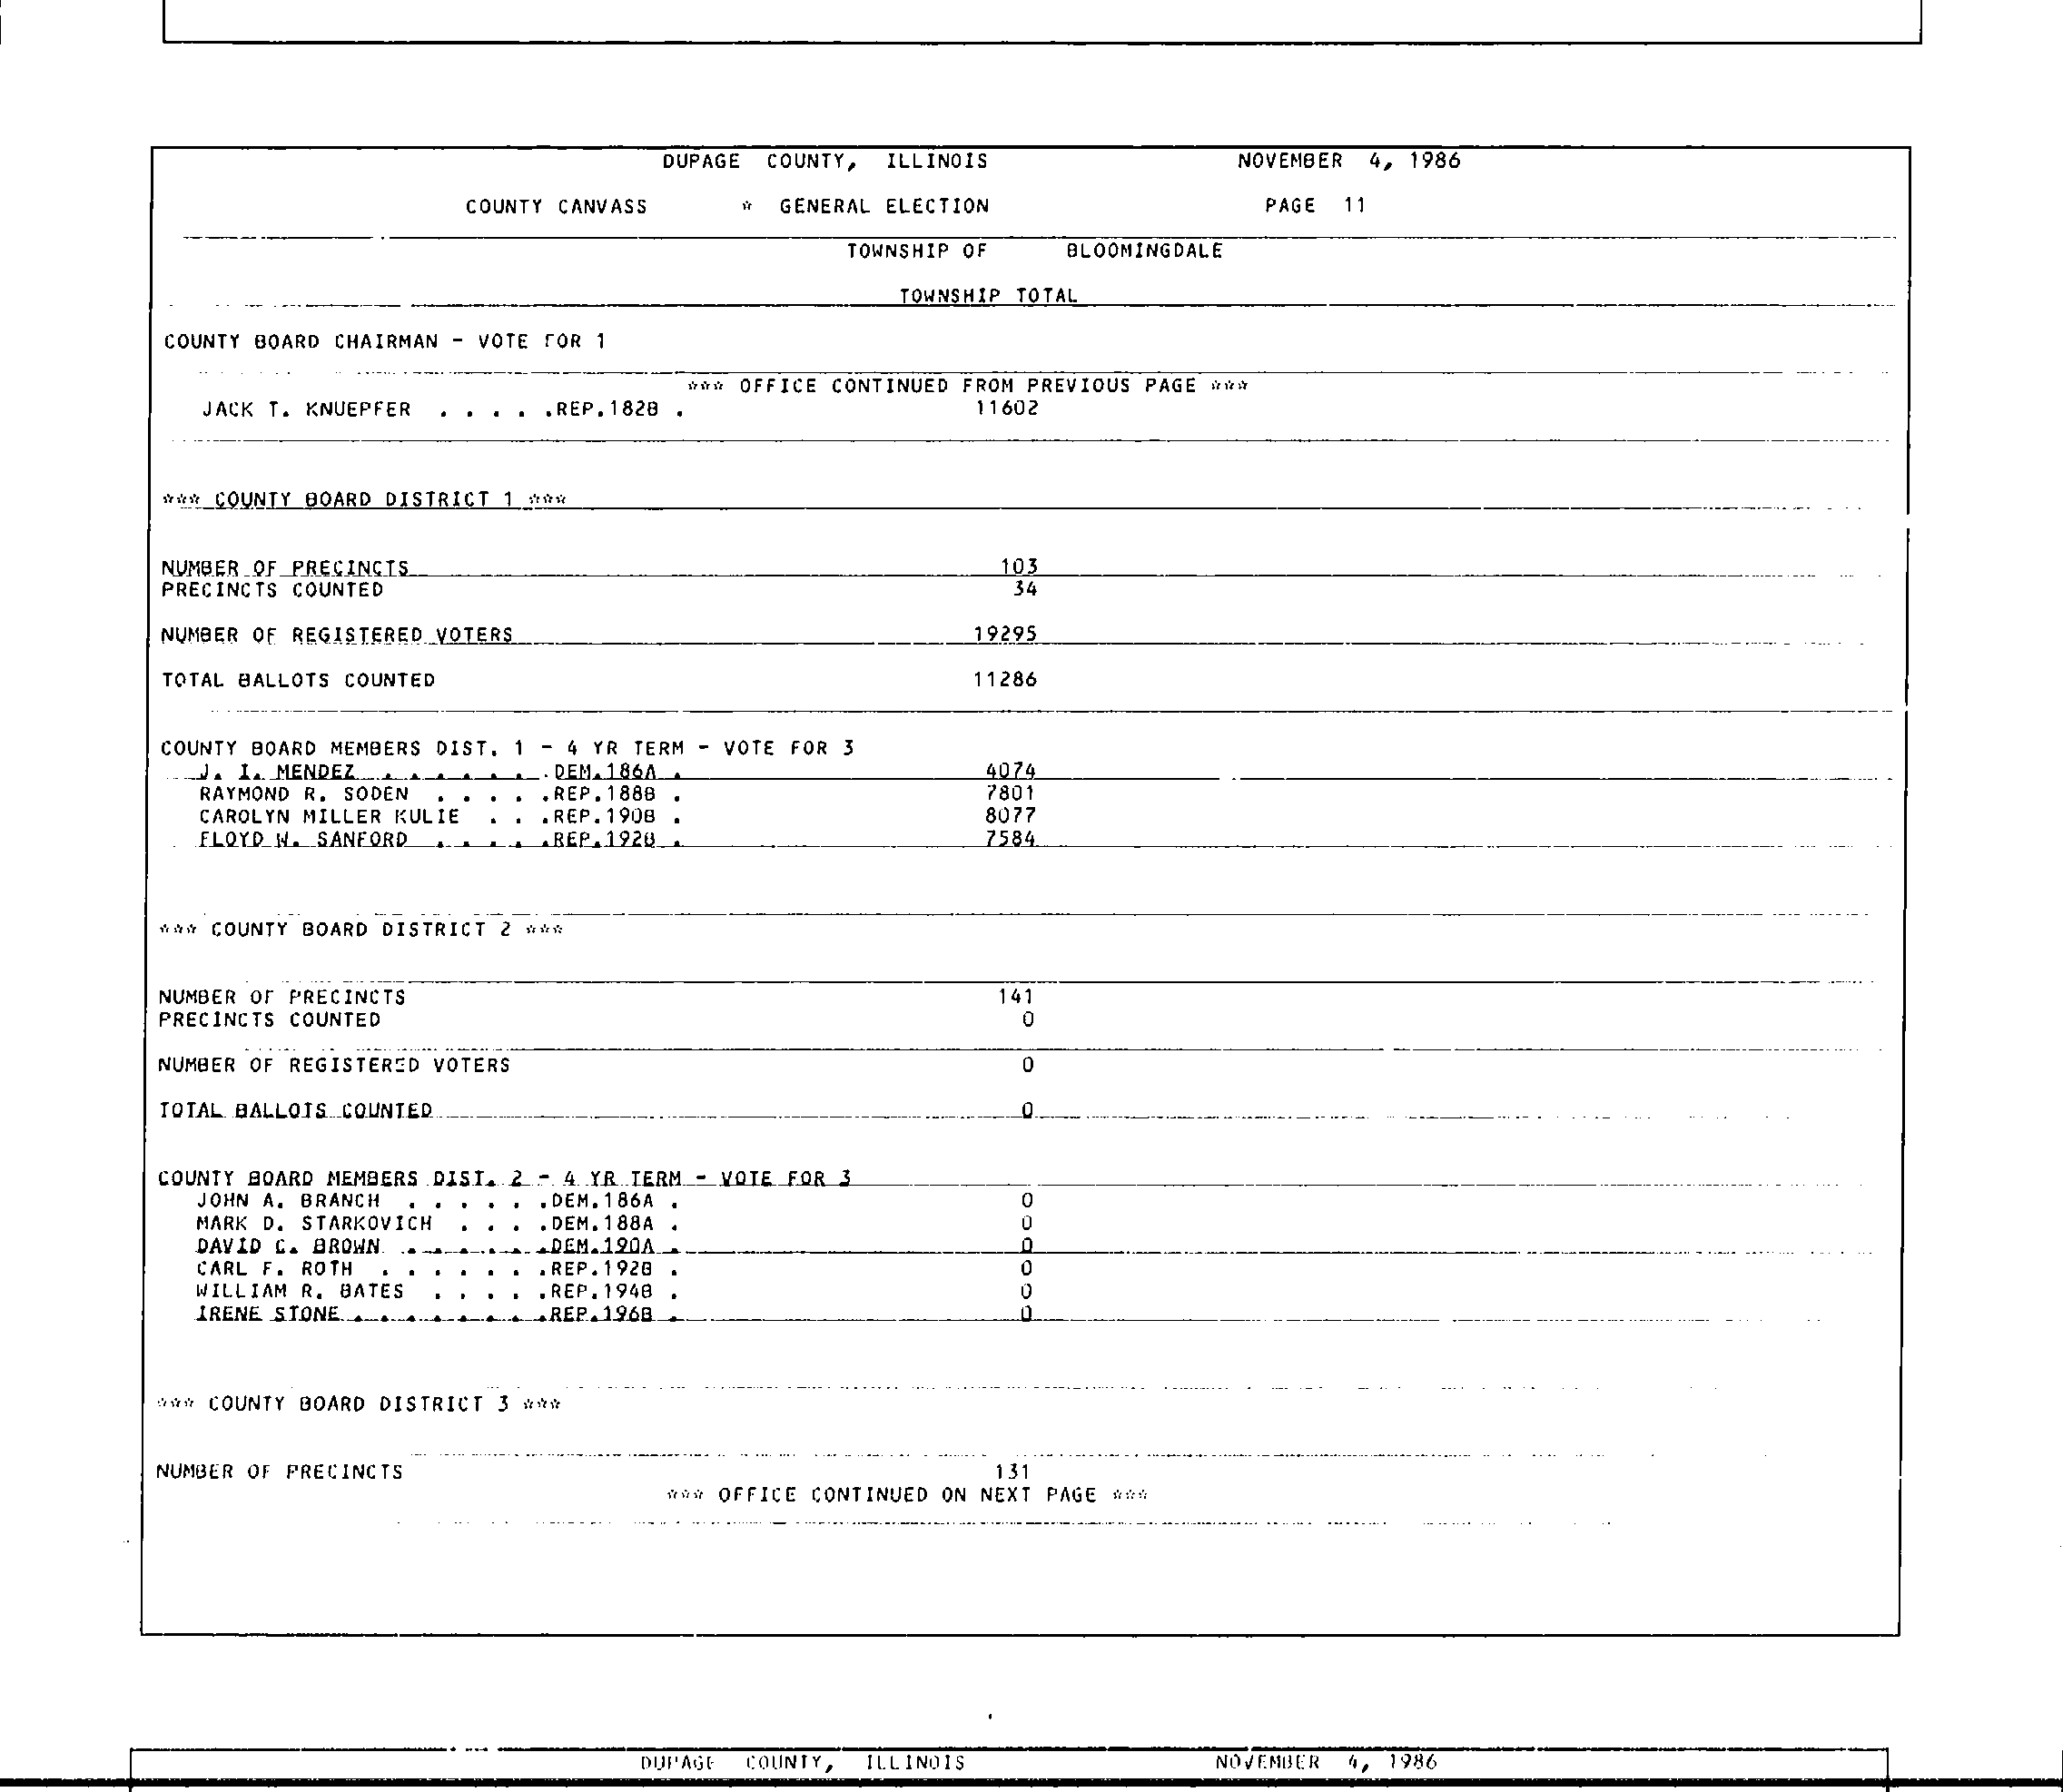 DUPAGE COUNTY, ILLINOIS NOVEMBER 4, 1986
COUNTY CANVASS * GENERAL ELECTION PAGE 11
TOWNSHIP OF BLOOMINGDALE
TOWNSHIP TOTAL
COUNTY BOARD CHAIRMAN - VOTE FOR 1
*** OFFICE CONTINUED FROM PREVIOUS PAGE ***
JACK T. KNUEPFER . . . . .REP.182B . 11602
*** COUNTY BOARD DISTRICT 1 ***
NUMBER OF PRECINCTS 103
PRECINCTS COUNTED 34
NUMBER OF REGISTERED VOTERS 19295
TOTAL BALLOTS COUNTED 11286
COUNTY BOARD MEMBERS DIST. 1 - 4 YR TERM - VOTE FOR 3
J. I. MENDEZ . . . . . . .DEM.186A . 4074
RAYMOND R. SODEN . . . . .REP.188B . 7801
CAROLYN MILLER KULIE . . .REP.190B . 8077
FLOYD W. SANFORD . . . . .REP.192B . 7584
*** COUNTY BOARD DISTRICT 2 ***
NUMBER OF PRECINCTS 141
PRECINCTS COUNTED 0
NUMBER OF REGISTERED VOTERS 0
TOTAL BALLOTS COUNTED 0
COUNTY BOARD MEMBERS DIST. 2 - 4 YR TERM - VOTE FOR 3
JOHN A. BRANCH . . . . . .DEM.186A . 0
MARK D. STARKOVICH . . . .DEM.188A . 0
DAVID C. BROWN . . . . . .DEM.190A . 0
CARL F. ROTH . . . . . . .REP.192B . 0
WILLIAM R. BATES . . . . .REP.194B . 0
IRENE STONE . . . . . . . .REP.196B . 0
*** COUNTY BOARD DISTRICT 3 ***
NUMBER OF PRECINCTS 131
*** OFFICE CONTINUED ON NEXT PAGE ***
DUPAGE COUNTY, ILLINOIS NOVEMBER 4, 1986